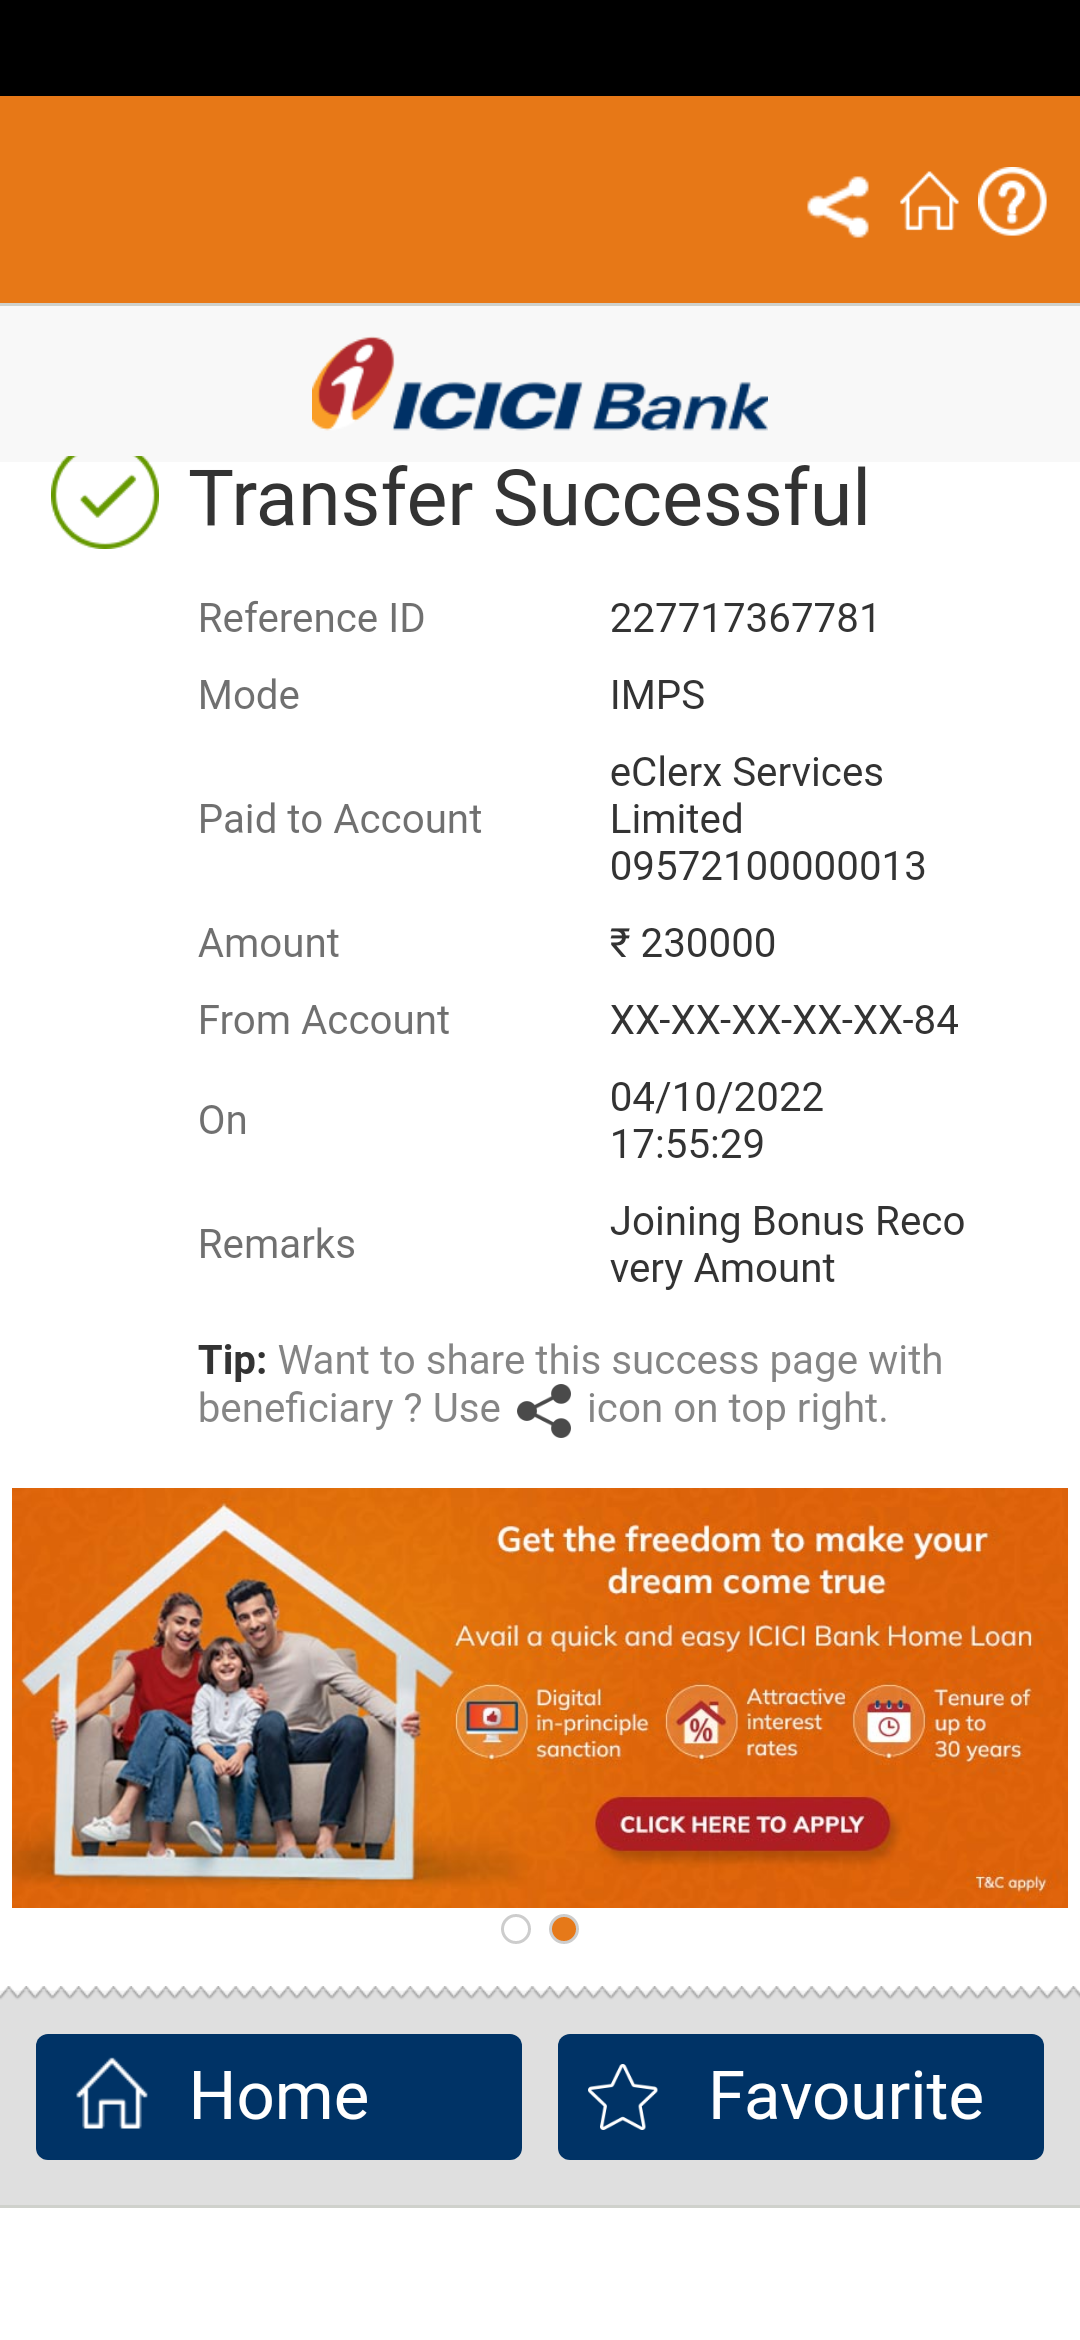 ICICI Bank
Transfer Successful
Reference ID 227717367781
Mode IMPS
Paid to Account eClerx Services
Limited
09572100000013
Amount ₹ 230000
From Account XX-XX-XX-XX-XX-84
On 04/10/2022
17:55:29
Remarks Joining Bonus Reco
very Amount
Tip: Want to share this success page with
beneficiary ? Use icon on top right.
Get the freedom to make your
dream come true
Avail a quick and easy ICICI Bank Home Loan
Digital
in-principle
sanction
Attractive
interest
rates
Tenure of
up to
30 years
CLICK HERE TO APPLY
T&C apply
Home
Favourite